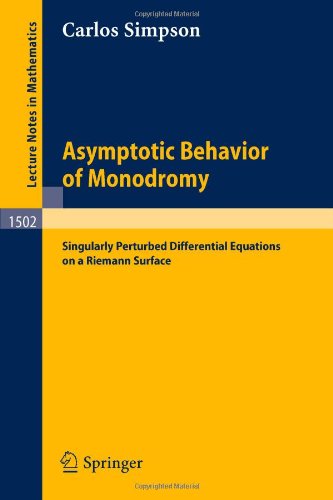 Carlos Simpson
Lecture Notes in Mathematics
1502
Asymptotic Behavior
of Monodromy
Singularly Perturbed Differential Equations
on a Riemann Surface
Springer